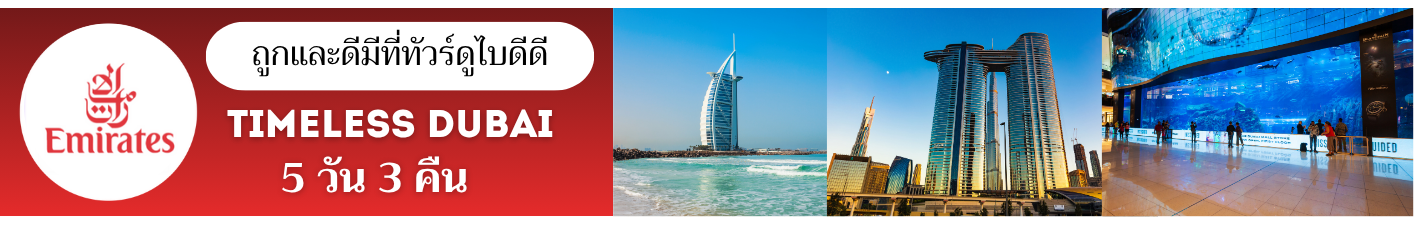 ถูกและดีมีที่ทัวร์ดูไบดีดี
Emirates
TIMELESS DUBAI
5 วัน 3 คืน
UIDED